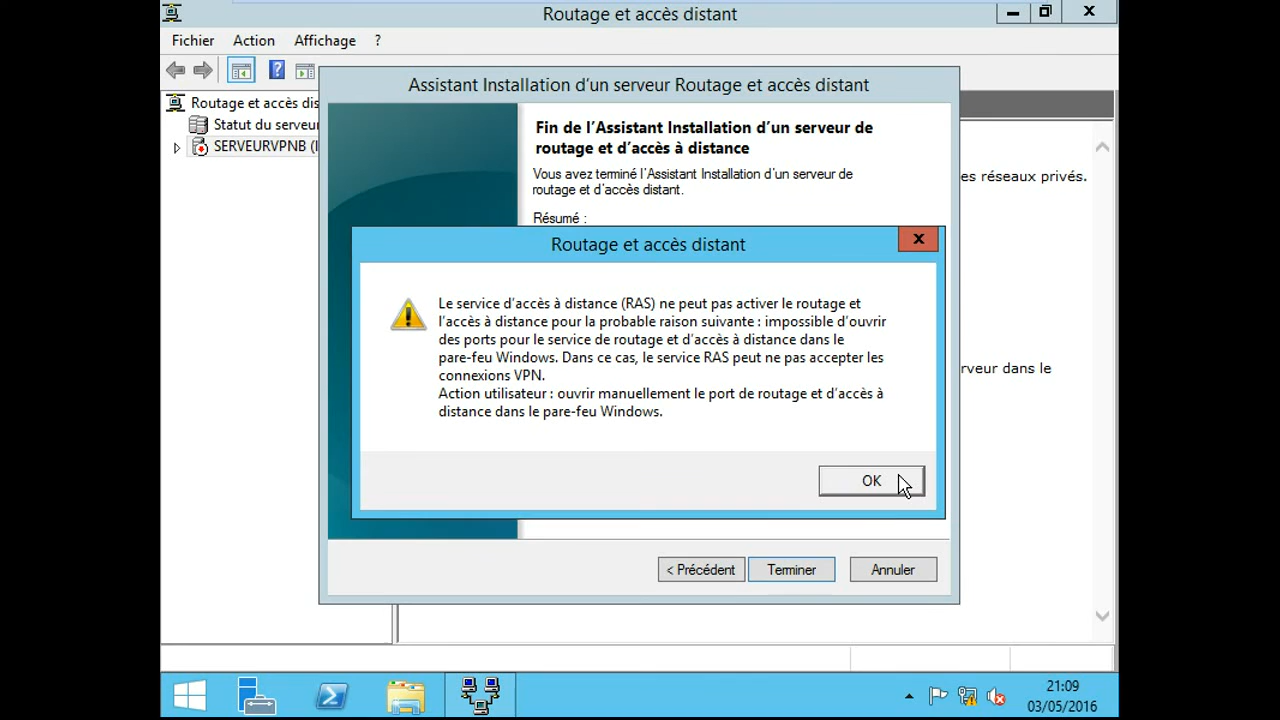 Routage et accès distant
Fichier Action Affichage ?
Assistant Installation d'un serveur Routage et accès distant
Routage et accès dis
Statut du serveur
SERVEURVPNB (l
Fin de l'Assistant Installation d'un serveur de
routage et d'accès à distance
Vous avez terminé l'Assistant Installation d'un serveur de
routage et d'accès distant.
Résumé :
es réseaux privés.
rveur dans le
Routage et accès distant
Le service d'accès à distance (RAS) ne peut pas activer le routage et
l'accès à distance pour la probable raison suivante : impossible d'ouvrir
des ports pour le service de routage et d'accès à distance dans le
pare-feu Windows. Dans ce cas, le service RAS peut ne pas accepter les
connexions VPN.
Action utilisateur : ouvrir manuellement le port de routage et d'accès à
distance dans le pare-feu Windows.
OK
< Précédent Terminer Annuler
21:09
03/05/2016